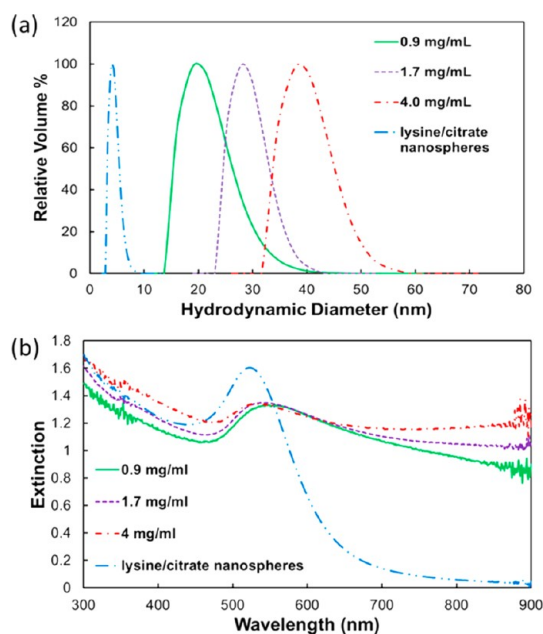 (a)
120
100
80
60
40
20
0
Relative Volume %
0.9 mg/mL
1.7 mg/mL
4.0 mg/mL
lysine/citrate
nanospheres
0 10 20 30 40 50 60 70 80
Hydrodynamic Diameter (nm)
(b)
1.8
1.6
1.4
1.2
1
0.8
0.6
0.4
0.2
0
Extinction
0.9 mg/ml
1.7 mg/ml
4 mg/ml
lysine/citrate nanospheres
300 400 500 600 700 800 900
Wavelength (nm)